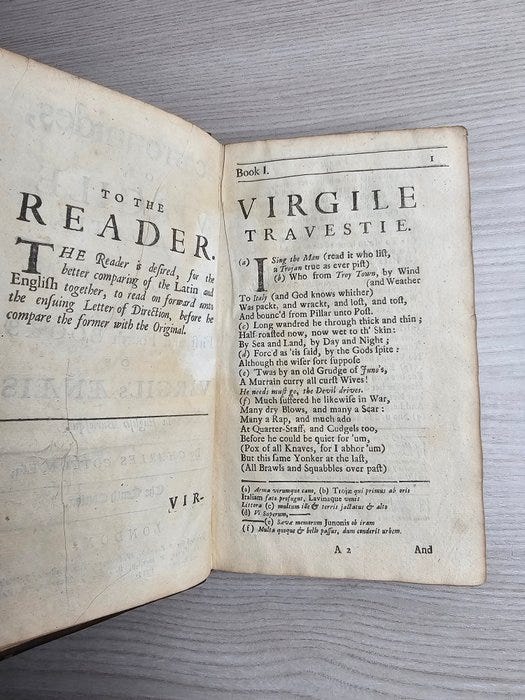 TO THE
READER.
THE Reader is desired, for the
better comparing of the Latin and
English together, to read on forward unto
the ensuing Letter of Direction, before he
compare the former with the Original.
VIR-
Book I.
1
VIRGILE
TRAVESTIE.
(a) I Sing the Man (read it who list,
a Trojan true as ever pist)
(b) Who from Troy Town, by Wind
(and Weather
To Italy (and God knows whither)
Was packt, and wrackt, and lost, and tost,
And bounc'd from Pillar unto Post.
(c) Long wandred he through thick and thin;
Half-roasted now, now wet to th' Skin:
By Sea and Land, by Day and Night;
(d) Forc'd as 'tis said, by the Gods spite:
Although the wiser sort suppose
(e) 'Twas by an old Grudge of Juno's,
A Murrain curry all curst Wives!
He needs must go, the Devil drives.
(f) Much suffered he likewise in War,
Many dry Blows, and many a Scar:
Many a Rap, and much ado
At Quarter-Staff, and Cudgels too,
Before he could be quiet for 'um,
(Pox of all Knaves, for I abhor 'um)
But this same Yonker at the last,
(All Brawls and Squabbles over past)
(a) Arma virumque cano, (b) Trojæ qui primus ab oris
Italiam fato profugus, Lavinaque venit
Littora (c) multum ille & terris jactatus & alto
(d) Vi Superum,
(e) Sævæ memorem Junonis ob iram
(f) Multa quoque & bello passus, dum conderit urbem.
A 2
And